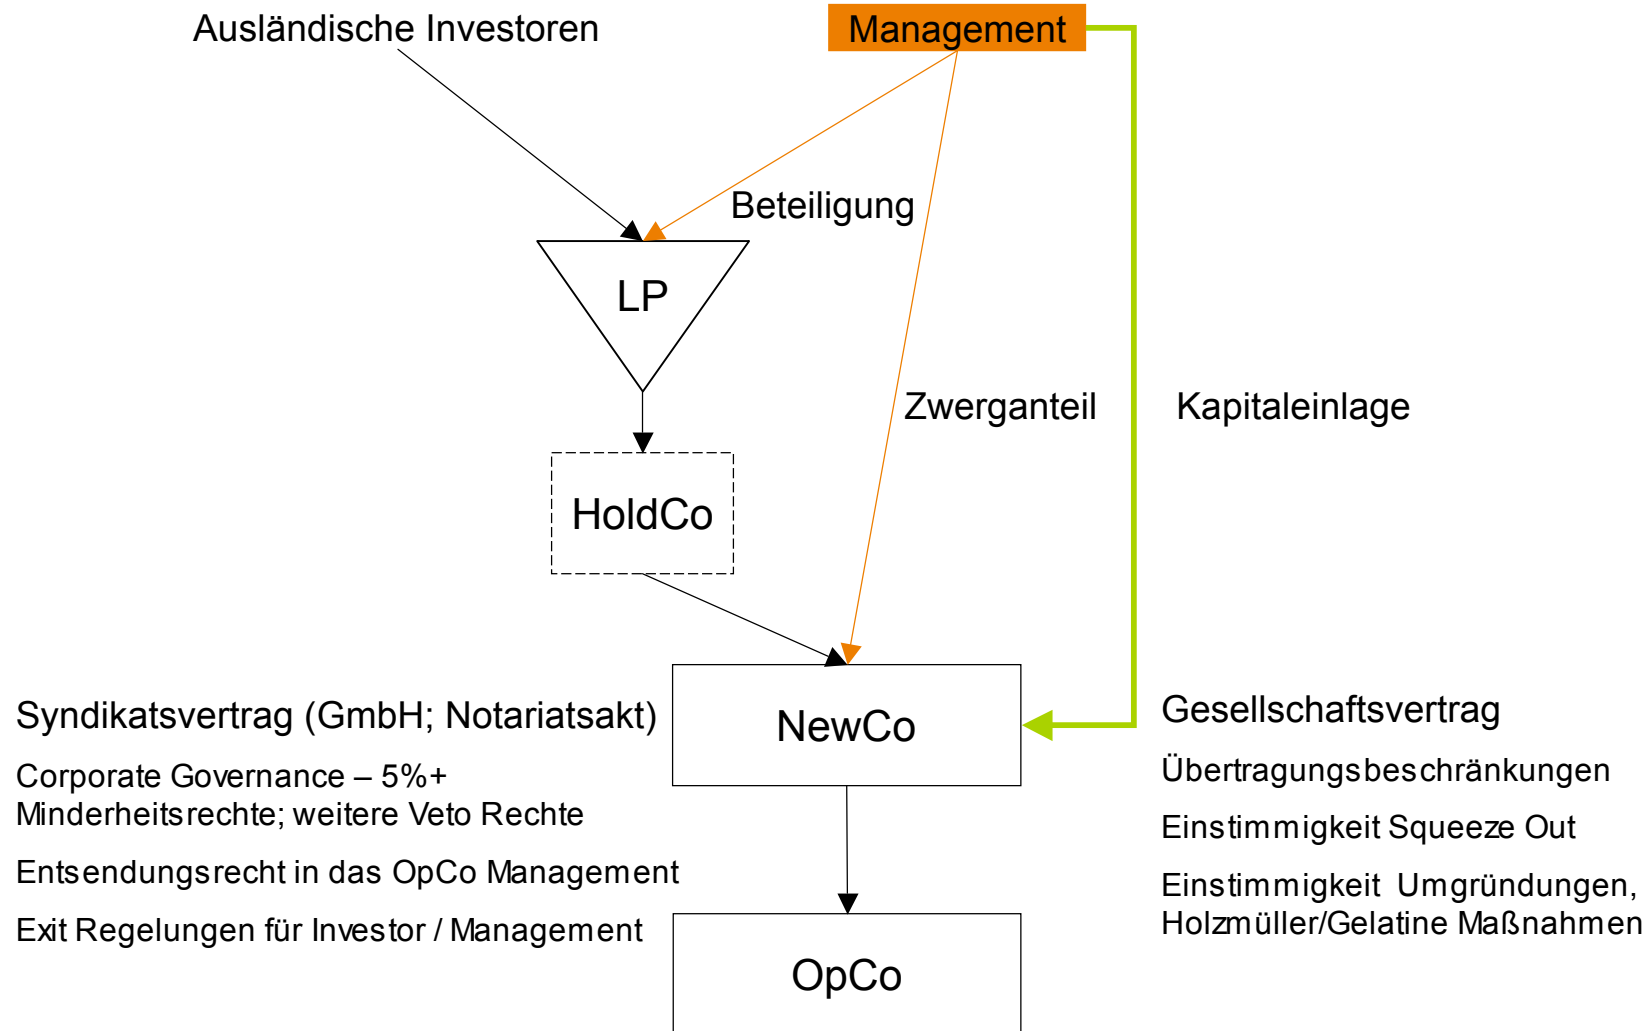 Ausländische Investoren
Management
Beteiligung
LP
Zwerganteil
Kapitaleinlage
HoldCo
Syndikatsvertrag (GmbH; Notariatsakt)
Corporate Governance – 5%+
Minderheitsrechte; weitere Veto Rechte
Entsendungsrecht in das OpCo Management
Exit Regelungen für Investor / Management
NewCo
Gesellschaftsvertrag
Übertragungsbeschränkungen
Einstimmigkeit Squeeze Out
Einstimmigkeit Umgründungen,
Holzmüller/Gelatine Maßnahmen
OpCo